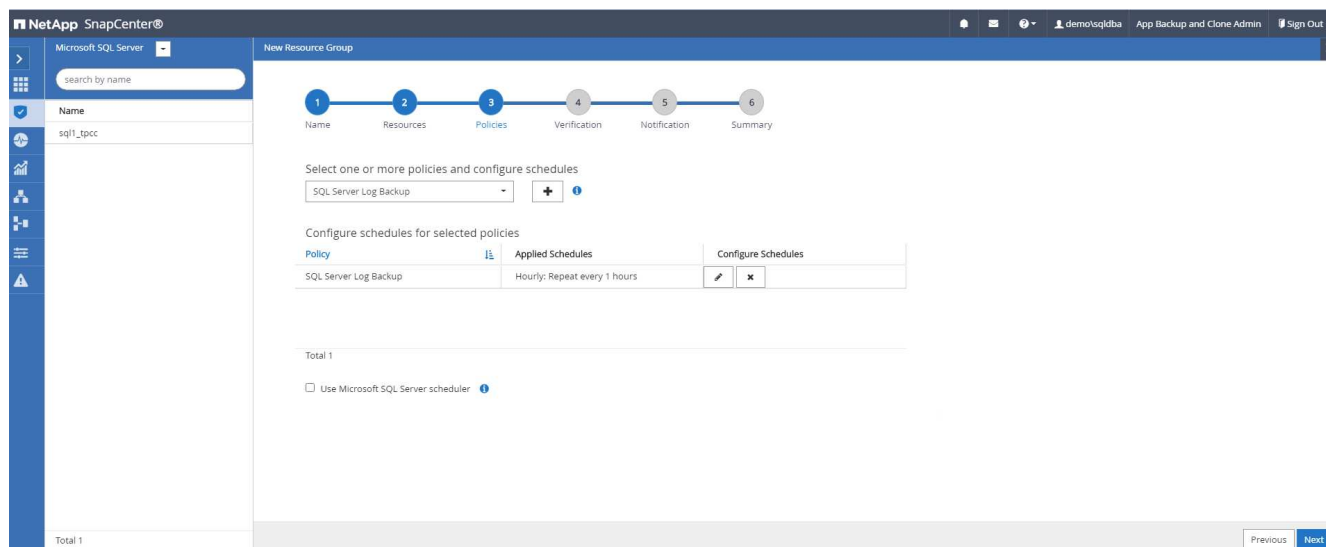 NetApp SnapCenter®
demo\sqldba App Backup and Clone Admin Sign Out
Microsoft SQL Server
search by name
Name
sql1_tpcc
Total 1
New Resource Group
1 2 3 4 5 6
Name Resources Policies Verification Notification Summary
Select one or more policies and configure schedules
SQL Server Log Backup
Configure schedules for selected policies
Policy Applied Schedules Configure Schedules
SQL Server Log Backup Hourly: Repeat every 1 hours
Total 1
Use Microsoft SQL Server scheduler
Previous Next